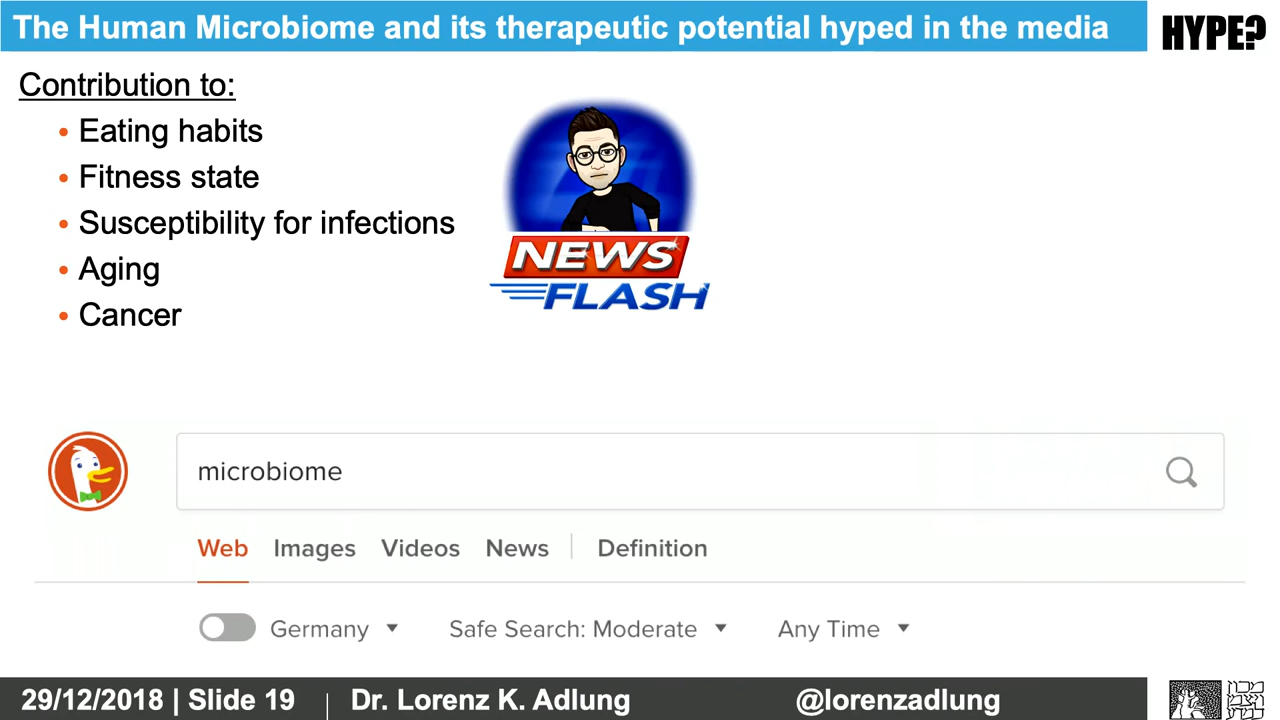 The Human Microbiome and its therapeutic potential hyped in the media
HYPE?
Contribution to:
• Eating habits
• Fitness state
• Susceptibility for infections
• Aging
• Cancer
NEWS
FLASH
microbiome
Web Images Videos News Definition
Germany Safe Search: Moderate Any Time
29/12/2018 | Slide 19 | Dr. Lorenz K. Adlung @lorenzadlung